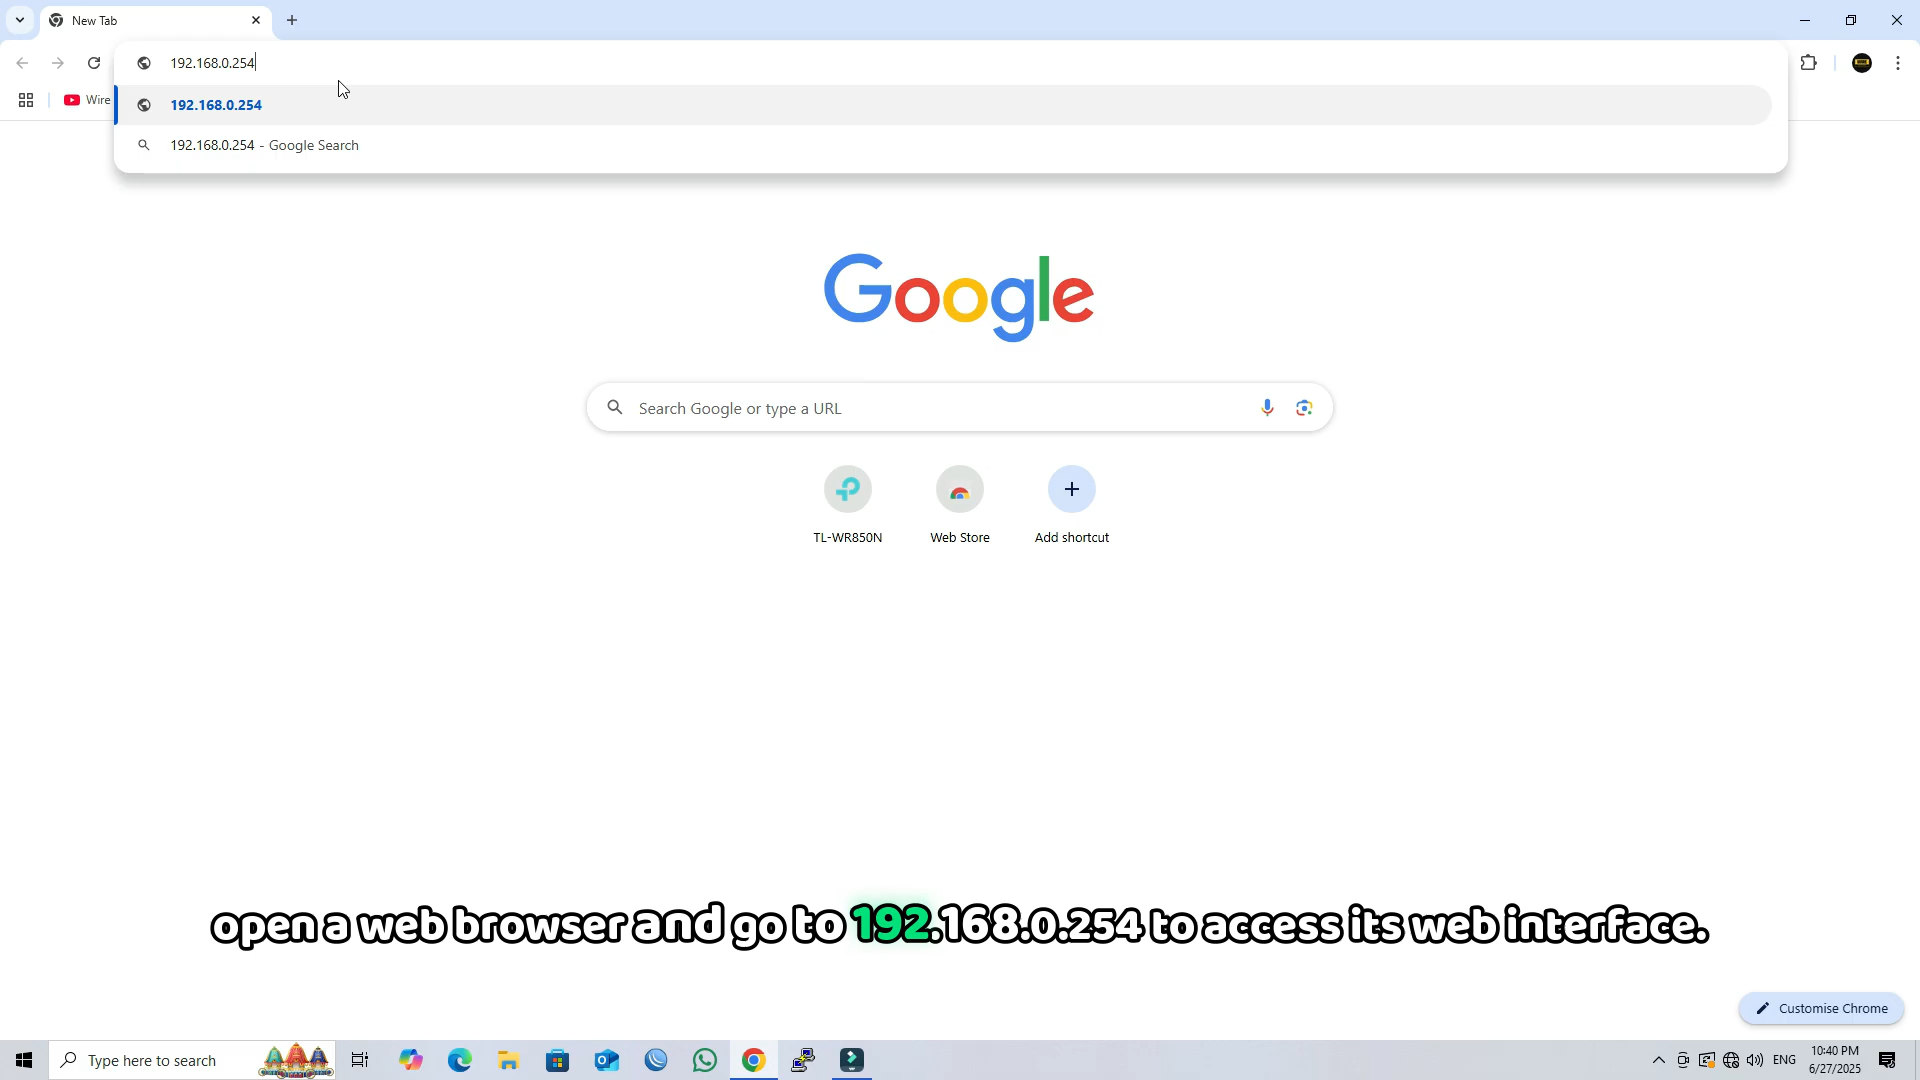 New Tab
192.168.0.254
Wire
192.168.0.254
192.168.0.254 - Google Search
Google
Search Google or type a URL
TL-WR850N
Web Store
Add shortcut
open a web browser and go to 192.168.0.254 to access its web interface.
Customise Chrome
Type here to search
ENG
10:40 PM
6/27/2025